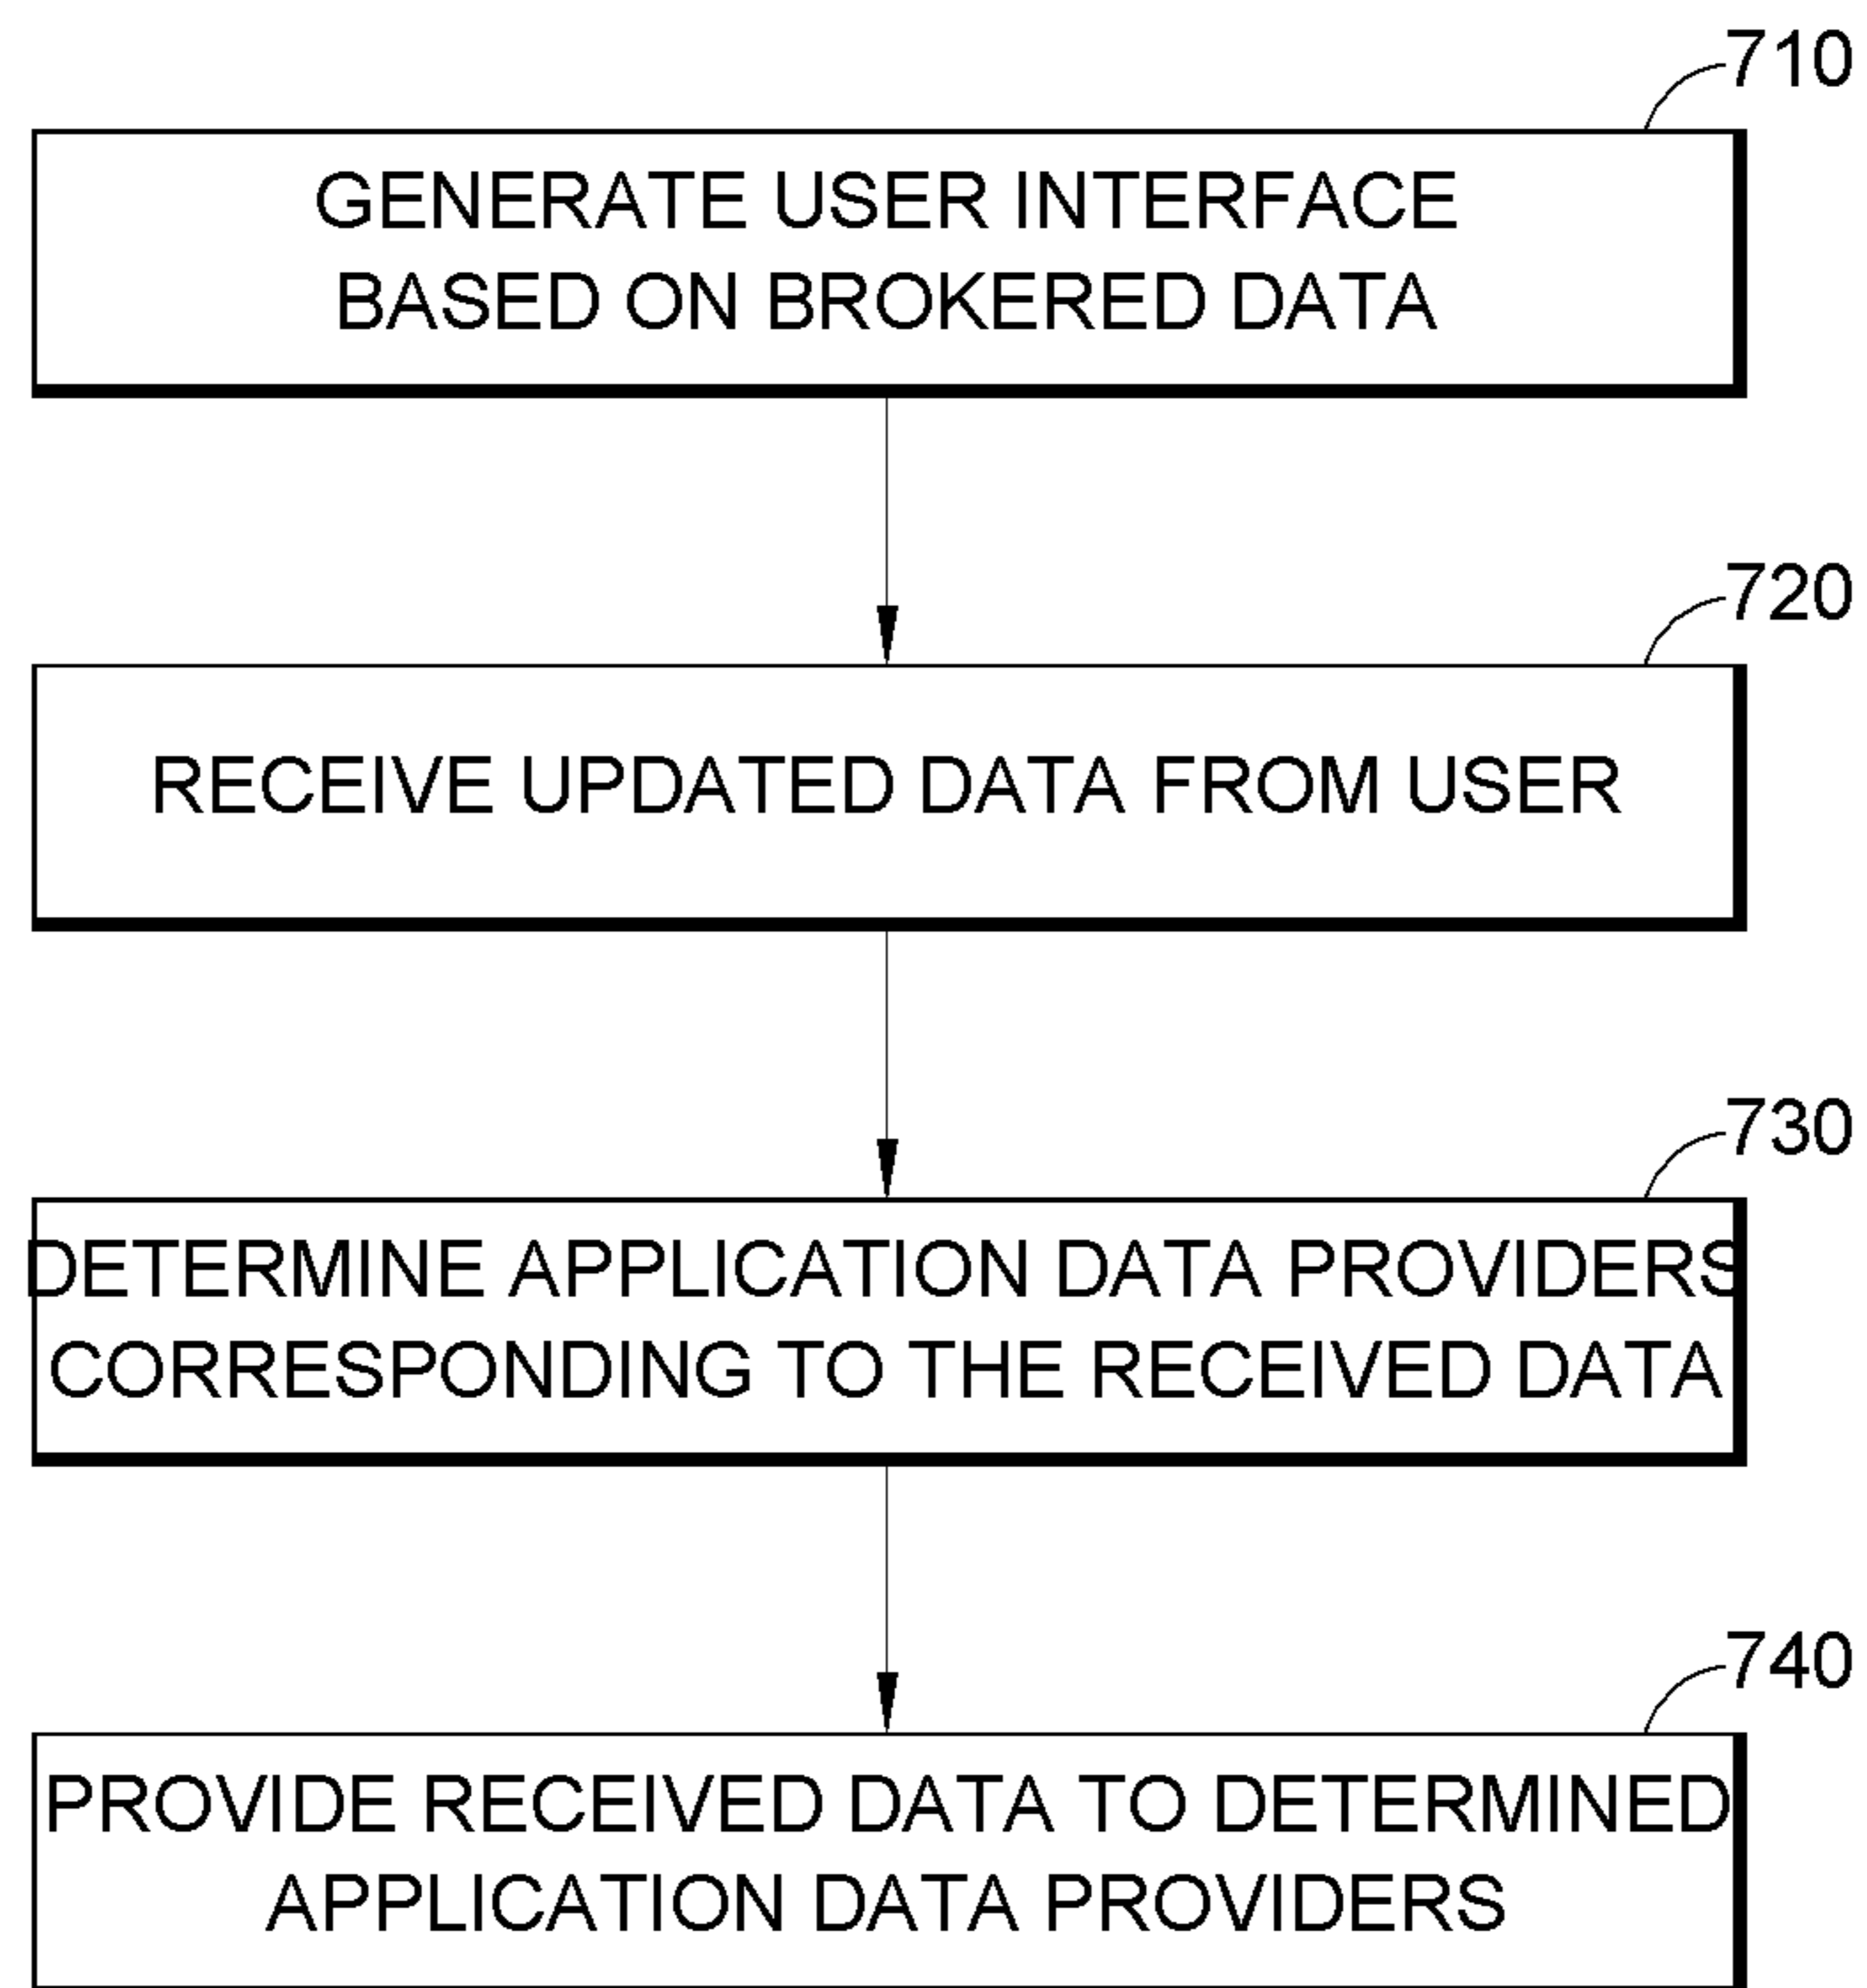 710
GENERATE USER INTERFACE
BASED ON BROKERED DATA
720
RECEIVE UPDATED DATA FROM USER
730
DETERMINE APPLICATION DATA PROVIDERS
CORRESPONDING TO THE RECEIVED DATA
740
PROVIDE RECEIVED DATA TO DETERMINED
APPLICATION DATA PROVIDERS